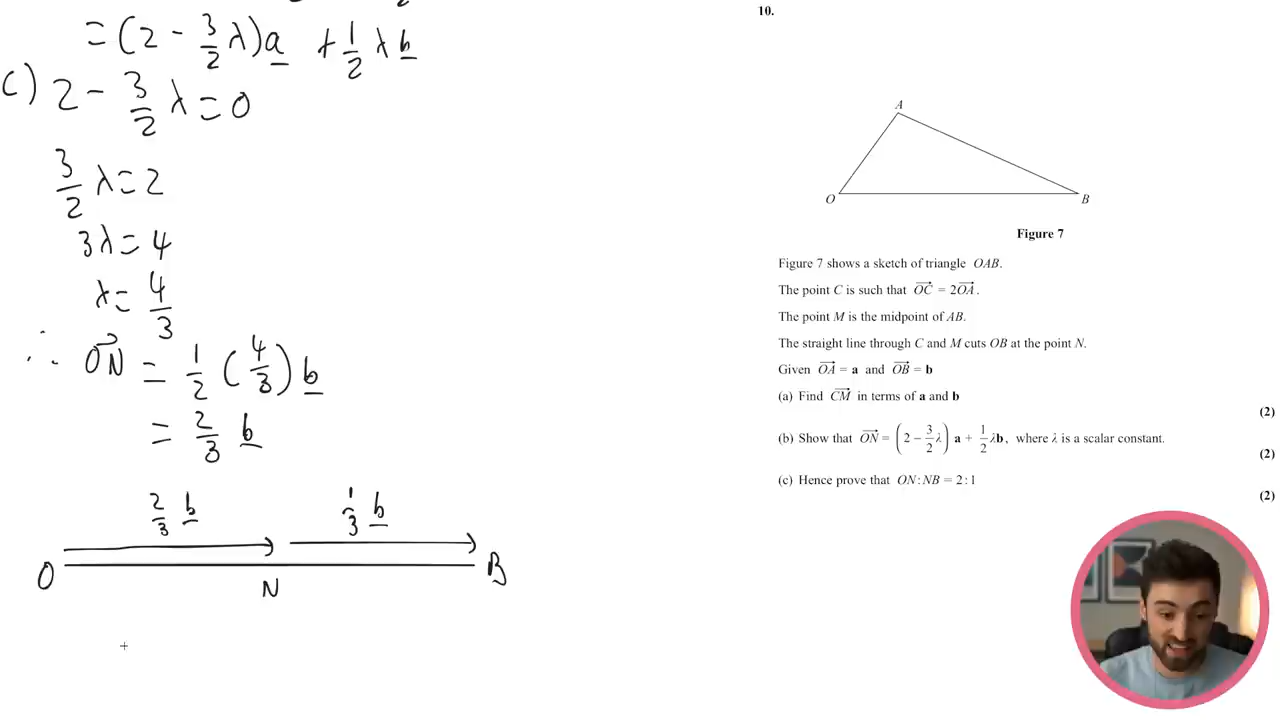 = (2 - 3/2 λ) a + 1/2 λ b
c) 2 - 3/2 λ = 0
3/2 λ = 2
3λ = 4
λ = 4/3
∴ ON = 1/2 (4/3) b
= 2/3 b
2/3 b 1/3 b
O N B
10.
A
O B
Figure 7
Figure 7 shows a sketch of triangle OAB.
The point C is such that OC⃗ = 2OA⃗.
The point M is the midpoint of AB.
The straight line through C and M cuts OB at the point N.
Given OA⃗ = a and OB⃗ = b
(a) Find CM⃗ in terms of a and b
(2)
(b) Show that ON⃗ = (2 - 3/2 λ) a + 1/2 λb, where λ is a scalar constant.
(2)
(c) Hence prove that ON : NB = 2 : 1
(2)